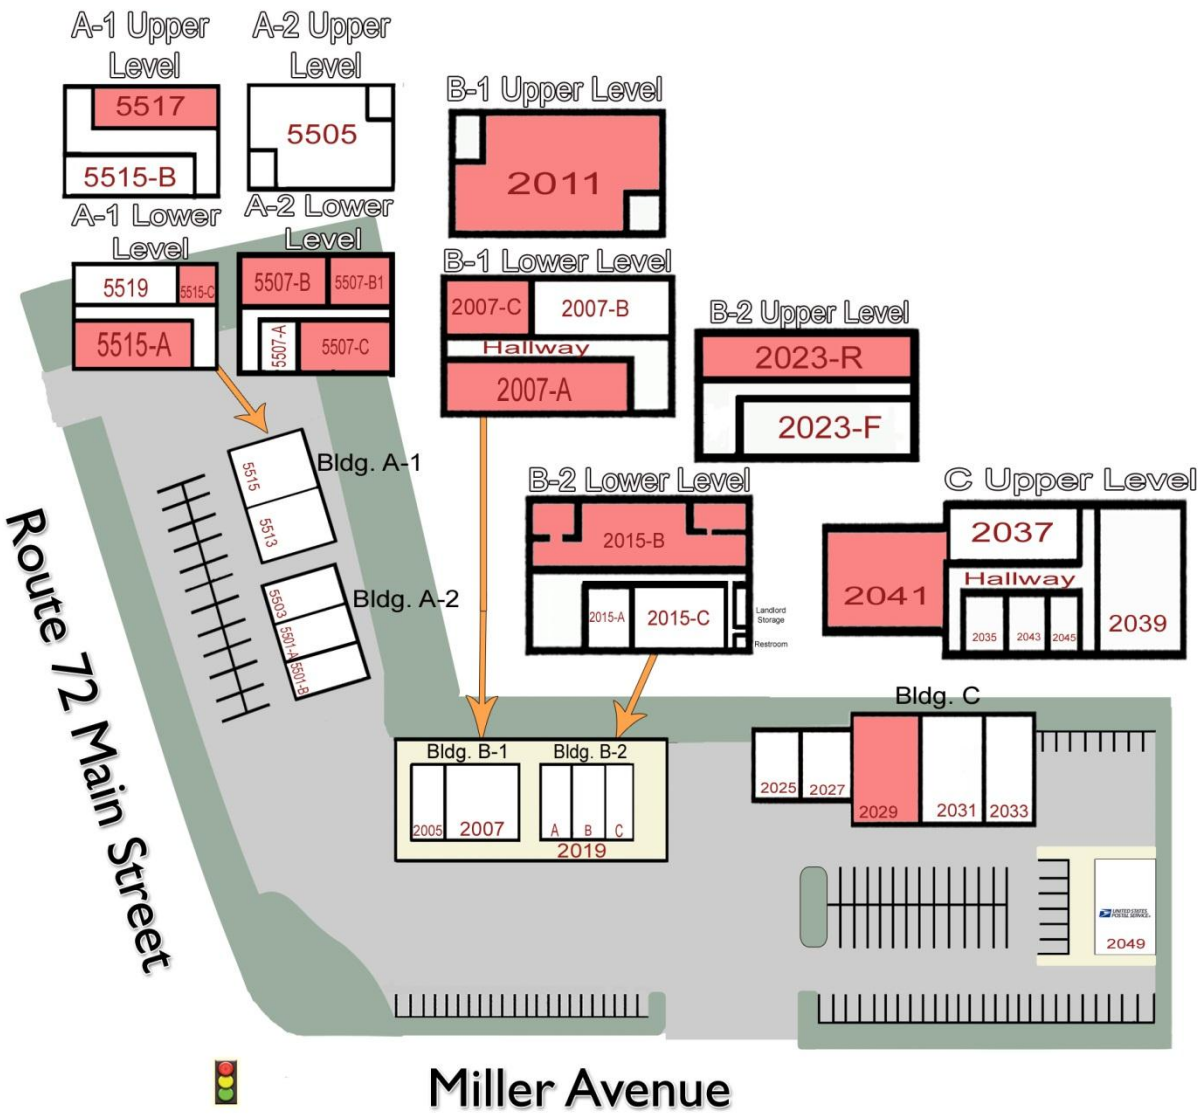 A-1 Upper
Level
5517
5515-B
A-2 Upper
Level
5505
B-1 Upper Level
2011
A-1 Lower
Level
5519
5515-C
5515-A
A-2 Lower
Level
5507-B
5507-B1
5507-A
5507-C
B-1 Lower Level
2007-C
2007-B
Hallway
2007-A
B-2 Upper Level
2023-R
2023-F
B-2 Lower Level
2015-B
2015-A
2015-C
Landlord
Storage
Restroom
C Upper Level
2037
2041
Hallway
2035
2043
2045
2039
Bldg. A-1
5515
5513
Bldg. A-2
5503
5501-A
5501-B
Route 72 Main Street
Bldg. B-1
2005
2007
Bldg. B-2
A
B
C
2019
Bldg. C
2025
2027
2029
2031
2033
UNITED STATES
POSTAL SERVICE
2049
Miller Avenue